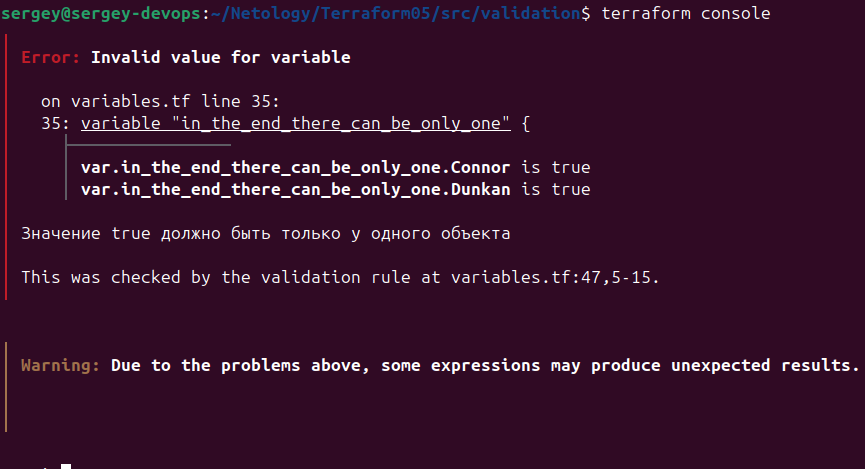 sergey@sergey-devops:~/Netology/Terraform05/src/validation$ terraform console
Error: Invalid value for variable
on variables.tf line 35:
35: variable "in_the_end_there_can_be_only_one" {
var.in_the_end_there_can_be_only_one.Connor is true
var.in_the_end_there_can_be_only_one.Dunkan is true
Значение true должно быть только у одного объекта
This was checked by the validation rule at variables.tf:47,5-15.
Warning: Due to the problems above, some expressions may produce unexpected results.